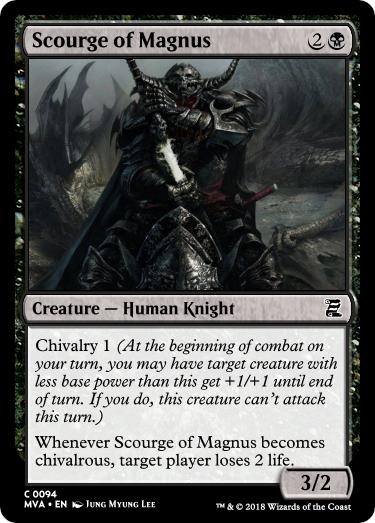 Scourge of Magnus 2
Creature — Human Knight
Chivalry 1 (At the beginning of combat on
your turn, you may have target creature with
less base power than this get +1/+1 until end
of turn. If you do, this creature can't attack
this turn.)
Whenever Scourge of Magnus becomes
chivalrous, target player loses 2 life.
3/2
C 0094
MVA • EN Jung Myung Lee
™ & © 2018 Wizards of the Coast